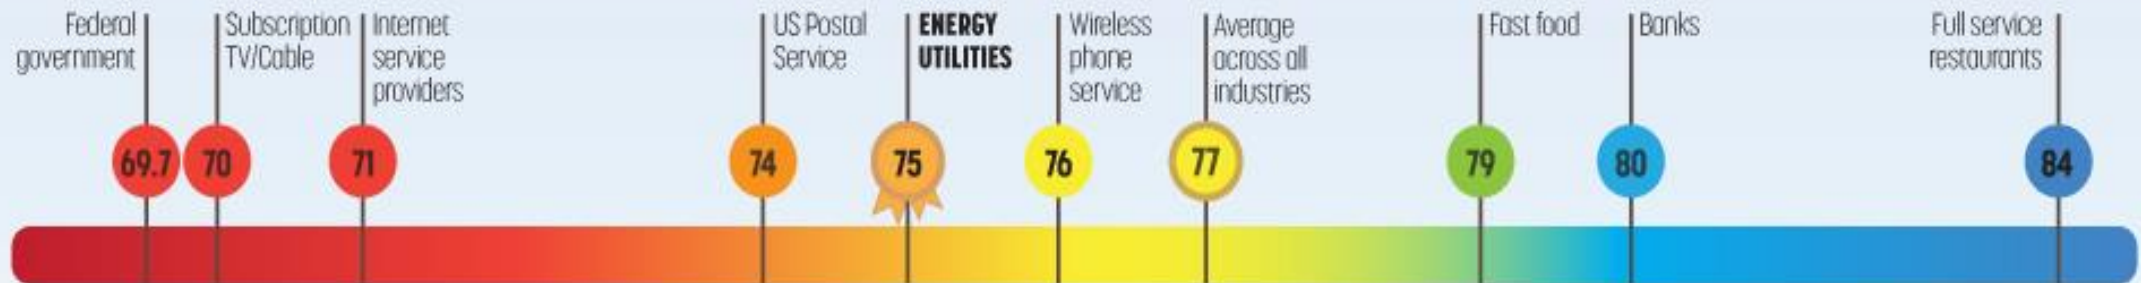 Federal
government
69.7
Subscription
TV/Cable
70
Internet
service
providers
71
US Postal
Service
74
ENERGY
UTILITIES
75
Wireless
phone
service
76
Average
across all
industries
77
Fast food
79
Banks
80
Full service
restaurants
84